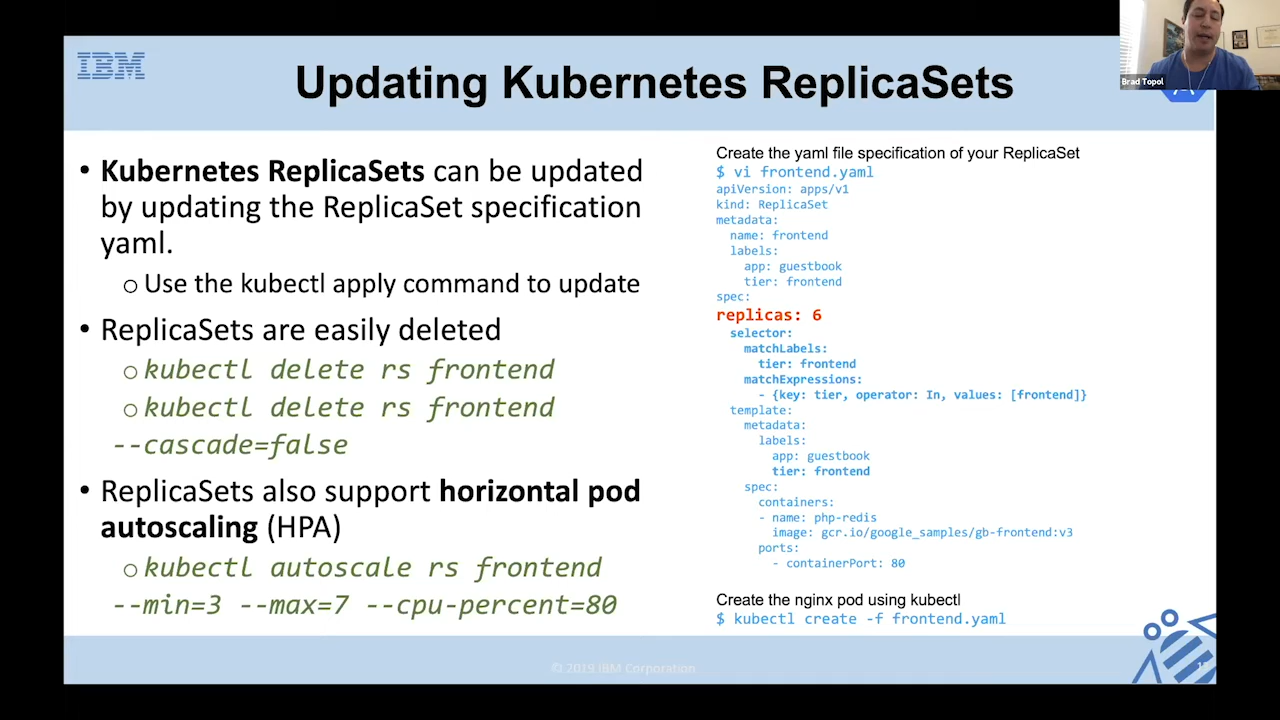 IBM
Updating Kubernetes ReplicaSets
Brad Topol
• Kubernetes ReplicaSets can be updated
by updating the ReplicaSet specification
yaml.
o Use the kubectl apply command to update
• ReplicaSets are easily deleted
o kubectl delete rs frontend
o kubectl delete rs frontend
--cascade=false
• ReplicaSets also support horizontal pod
autoscaling (HPA)
o kubectl autoscale rs frontend
--min=3 --max=7 --cpu-percent=80
Create the yaml file specification of your ReplicaSet
$ vi frontend.yaml
apiVersion: apps/v1
kind: ReplicaSet
metadata:
  name: frontend
  labels:
    app: guestbook
    tier: frontend
spec:
replicas: 6
  selector:
    matchLabels:
      tier: frontend
    matchExpressions:
      - {key: tier, operator: In, values: [frontend]}
  template:
    metadata:
      labels:
        app: guestbook
        tier: frontend
    spec:
      containers:
      - name: php-redis
        image: gcr.io/google_samples/gb-frontend:v3
      ports:
        - containerPort: 80
Create the nginx pod using kubectl
$ kubectl create -f frontend.yaml
© 2019 IBM Corporation